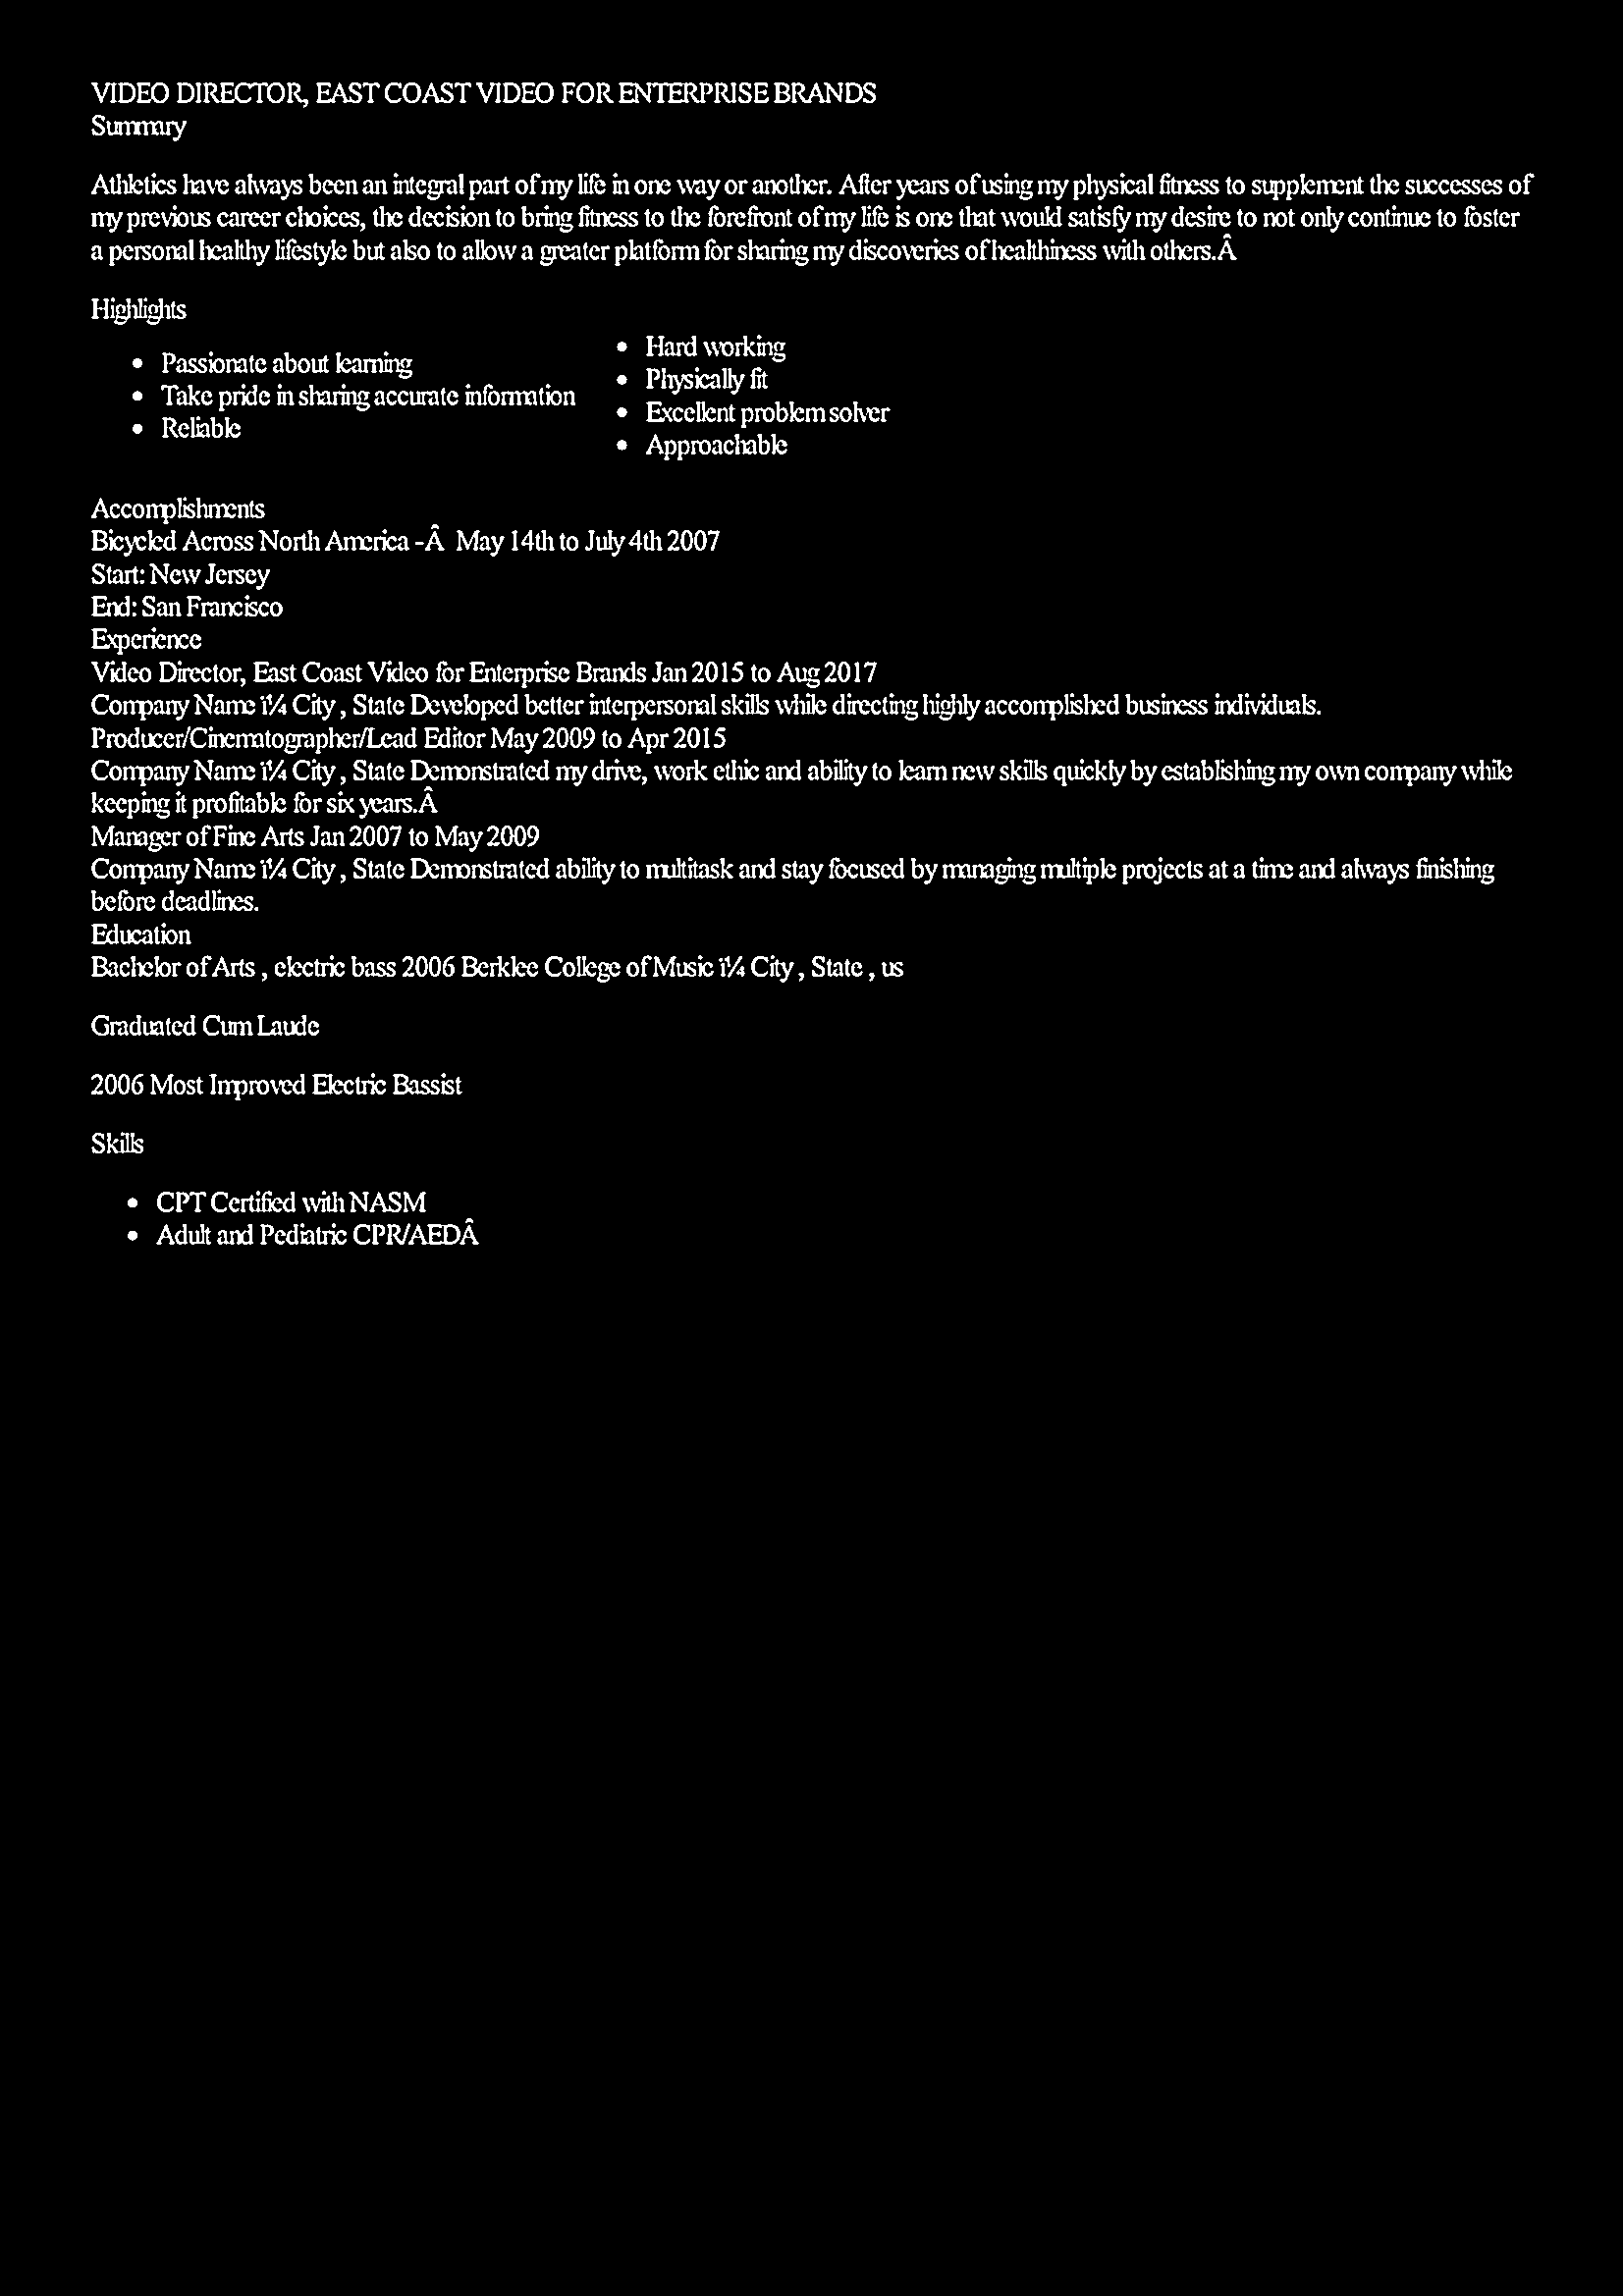 VIDEO DIRECTOR, EAST COAST VIDEO FOR ENTERPRISE BRANDS
Summary
Athletics have always been an integral part of my life in one way or another. After years of using my physical fitness to supplement the successes of
my previous career choices, the decision to bring fitness to the forefront of my life is one that would satisfy my desire to not only continue to foster
a personal healthy lifestyle but also to allow a greater platform for sharing my discoveries of healthiness with others.Â
Highlights
• Passionate about learning
• Take pride in sharing accurate information
• Reliable
• Hard working
• Physically fit
• Excellent problem solver
• Approachable
Accomplishments
Bicycled Across North America -Â May 14th to July 4th 2007
Start: New Jersey
End: San Francisco
Experience
Video Director, East Coast Video for Enterprise Brands Jan 2015 to Aug 2017
Company Name ï¼ City , State Developed better interpersonal skills while directing highly accomplished business individuals.
Producer/Cinematographer/Lead Editor May 2009 to Apr 2015
Company Name ï¼ City , State Demonstrated my drive, work ethic and ability to learn new skills quickly by establishing my own company while
keeping it profitable for six years.Â
Manager of Fine Arts Jan 2007 to May 2009
Company Name ï¼ City , State Demonstrated ability to multitask and stay focused by managing multiple projects at a time and always finishing
before deadlines.
Education
Bachelor of Arts , electric bass 2006 Berklee College of Music ï¼ City , State , us
Graduated Cum Laude
2006 Most Improved Electric Bassist
Skills
• CPT Certified with NASM
• Adult and Pediatric CPR/AEDÂ